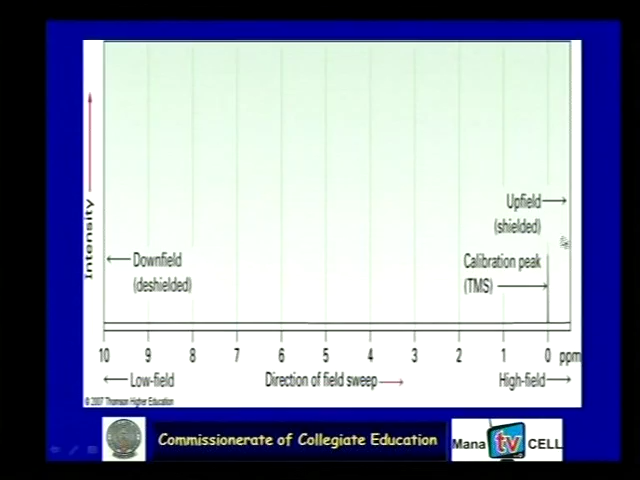 Intensity
Upfield
(shielded)
Downfield
(deshielded)
Calibration peak
(TMS)
10 9 8 7 6 5 4 3 2 1 0 ppm
Low-field Direction of field sweep High-field
© 2007 Thomson Higher Education
Commissionerate of Collegiate Education
Mana tv CELL